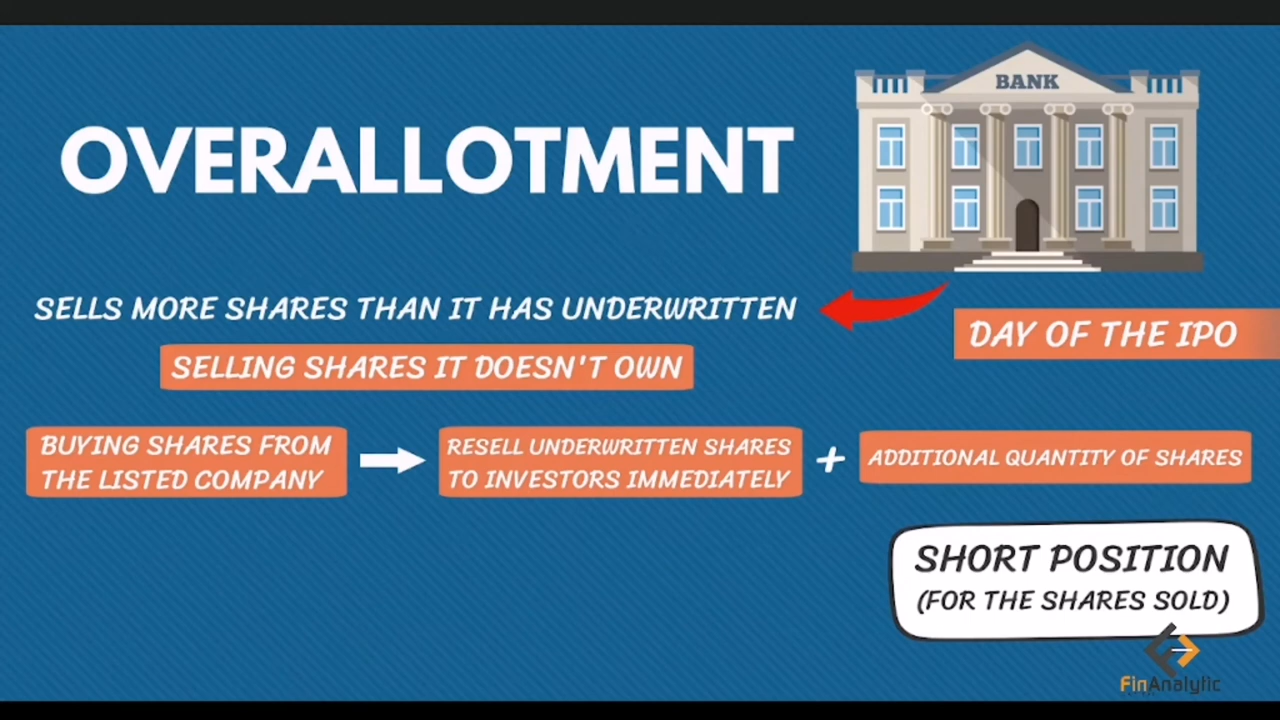 BANK
OVERALLOTMENT
SELLS MORE SHARES THAN IT HAS UNDERWRITTEN
DAY OF THE IPO
SELLING SHARES IT DOESN'T OWN
BUYING SHARES FROM
THE LISTED COMPANY
RESELL UNDERWRITTEN SHARES
TO INVESTORS IMMEDIATELY
+
ADDITIONAL QUANTITY OF SHARES
SHORT POSITION
(FOR THE SHARES SOLD)
FinAnalytic